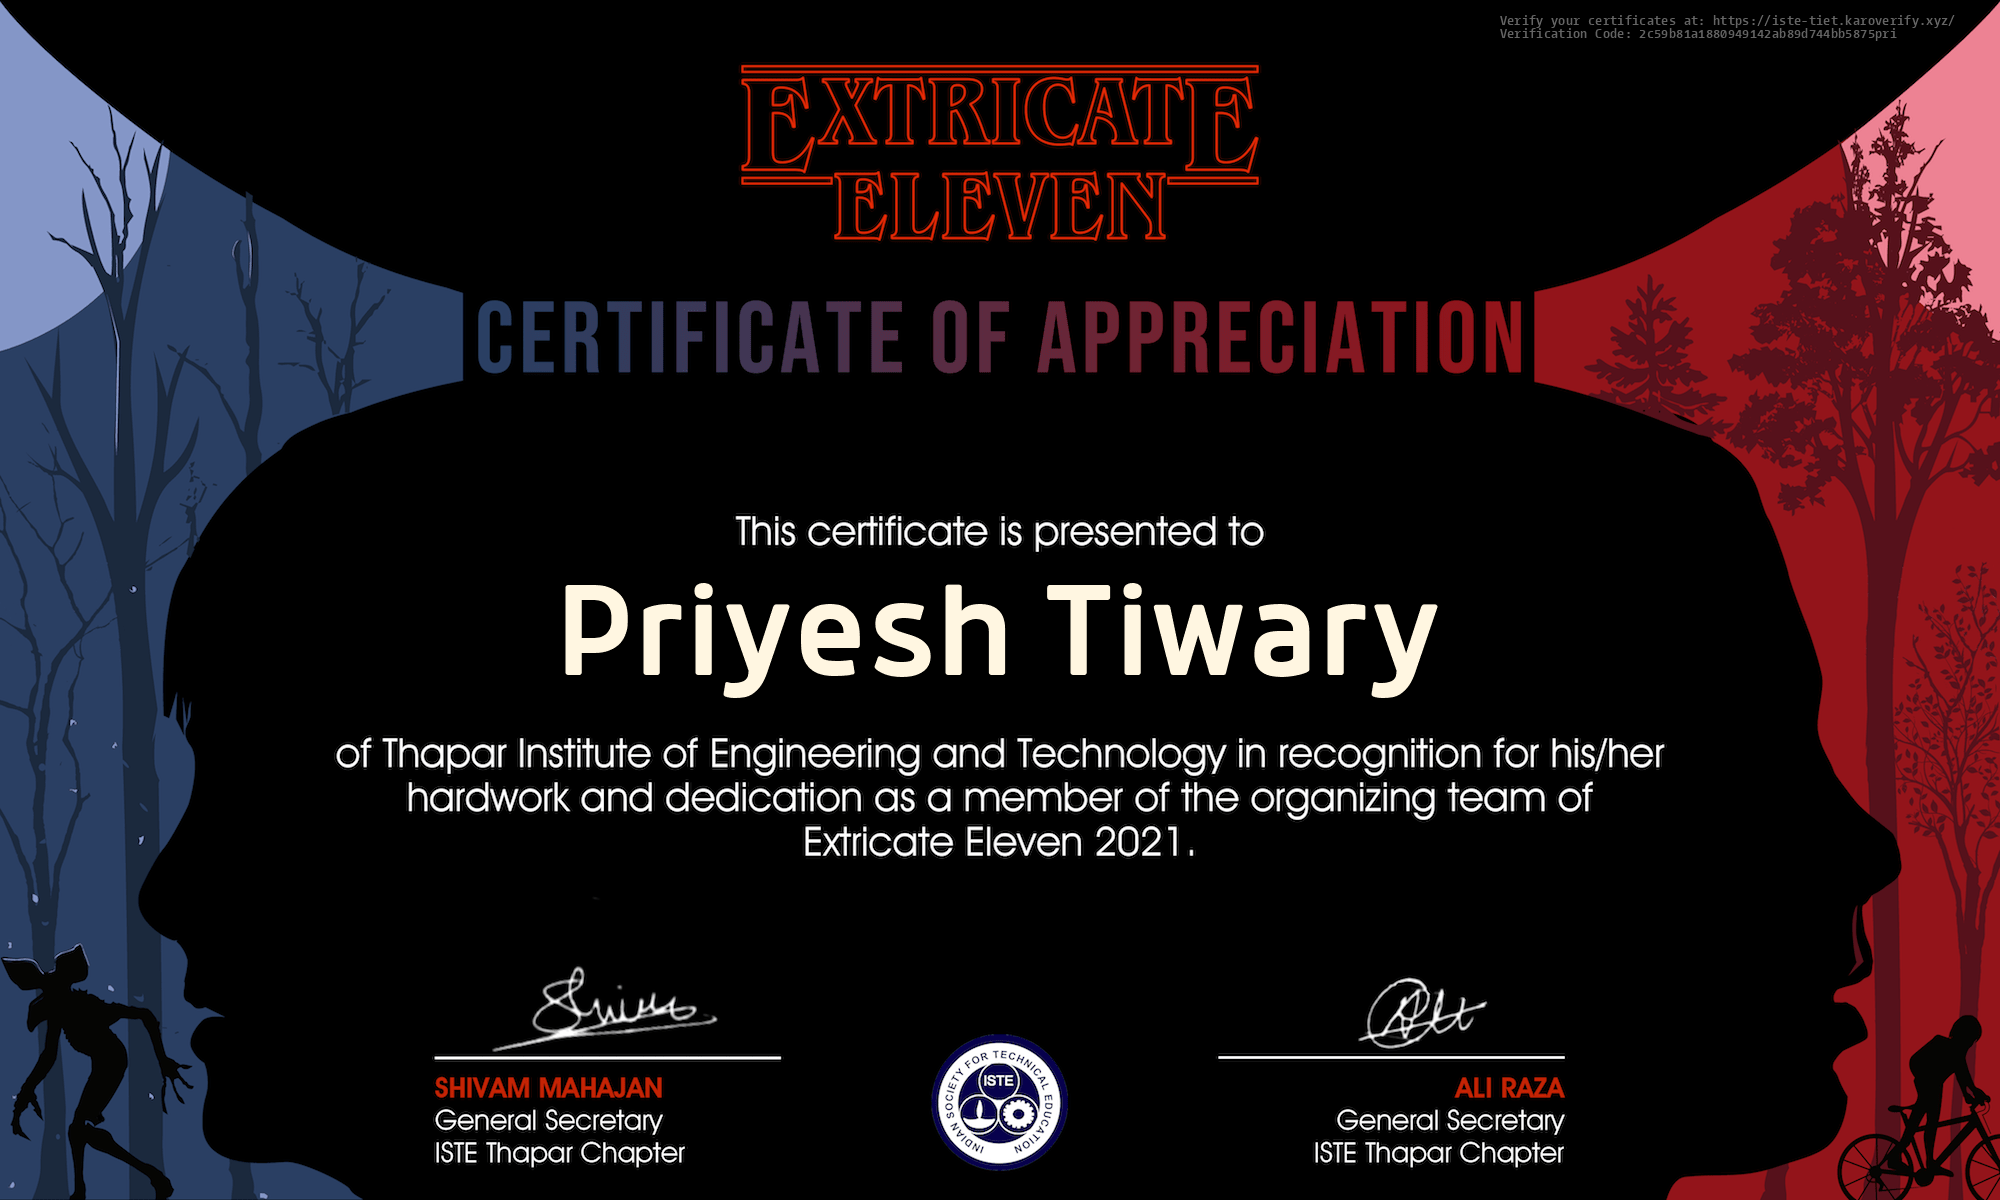 Verify your certificates at: https://iste-tiet.karoverify.xyz/
Verification Code: 2c59b81a1880949142ab89d744bb5875pri
EXTRICATE
ELEVEN
CERTIFICATE OF APPRECIATION
This certificate is presented to
Priyesh Tiwary
of Thapar Institute of Engineering and Technology in recognition for his/her
hardwork and dedication as a member of the organizing team of
Extricate Eleven 2021.
SHIVAM MAHAJAN
General Secretary
ISTE Thapar Chapter
INDIAN SOCIETY FOR TECHNICAL EDUCATION
ISTE
ALI RAZA
General Secretary
ISTE Thapar Chapter